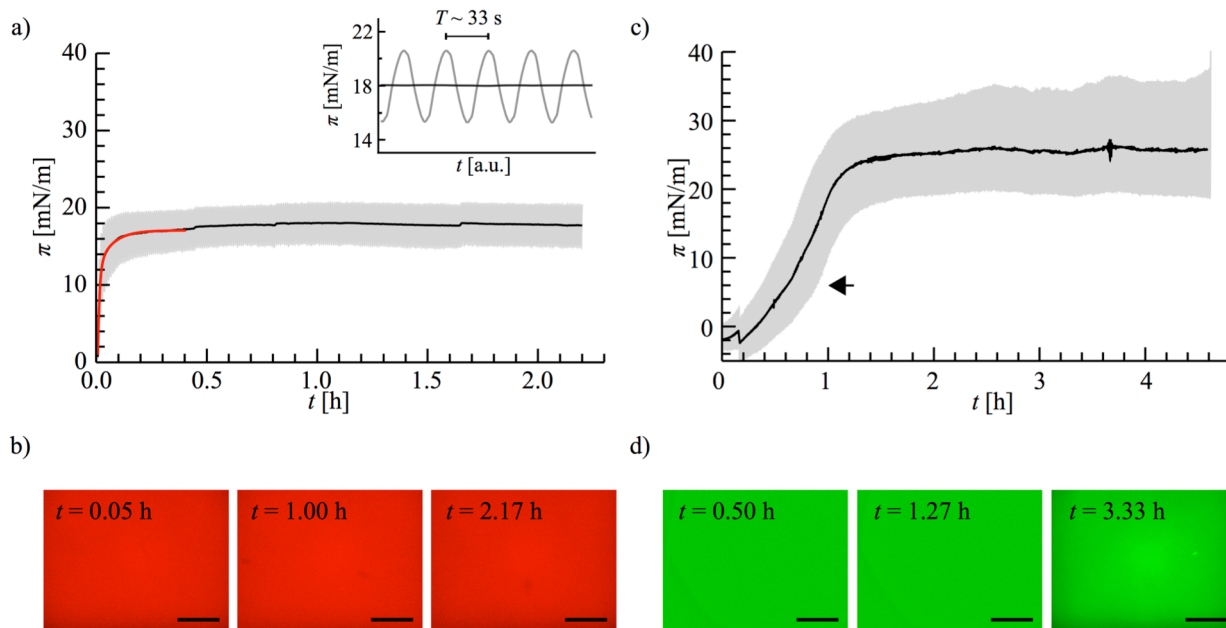 a)
T ~ 33 s
22
18
13
π [mN/m]
t [a.u.]
40
30
20
10
0
π [mN/m]
0.0 0.5 1.0 1.5 2.0
t [h]
c)
40
30
20
10
0
π [mN/m]
0 1 2 3 4
t [h]
b)
t = 0.05 h
t = 1.00 h
t = 2.17 h
d)
t = 0.50 h
t = 1.27 h
t = 3.33 h